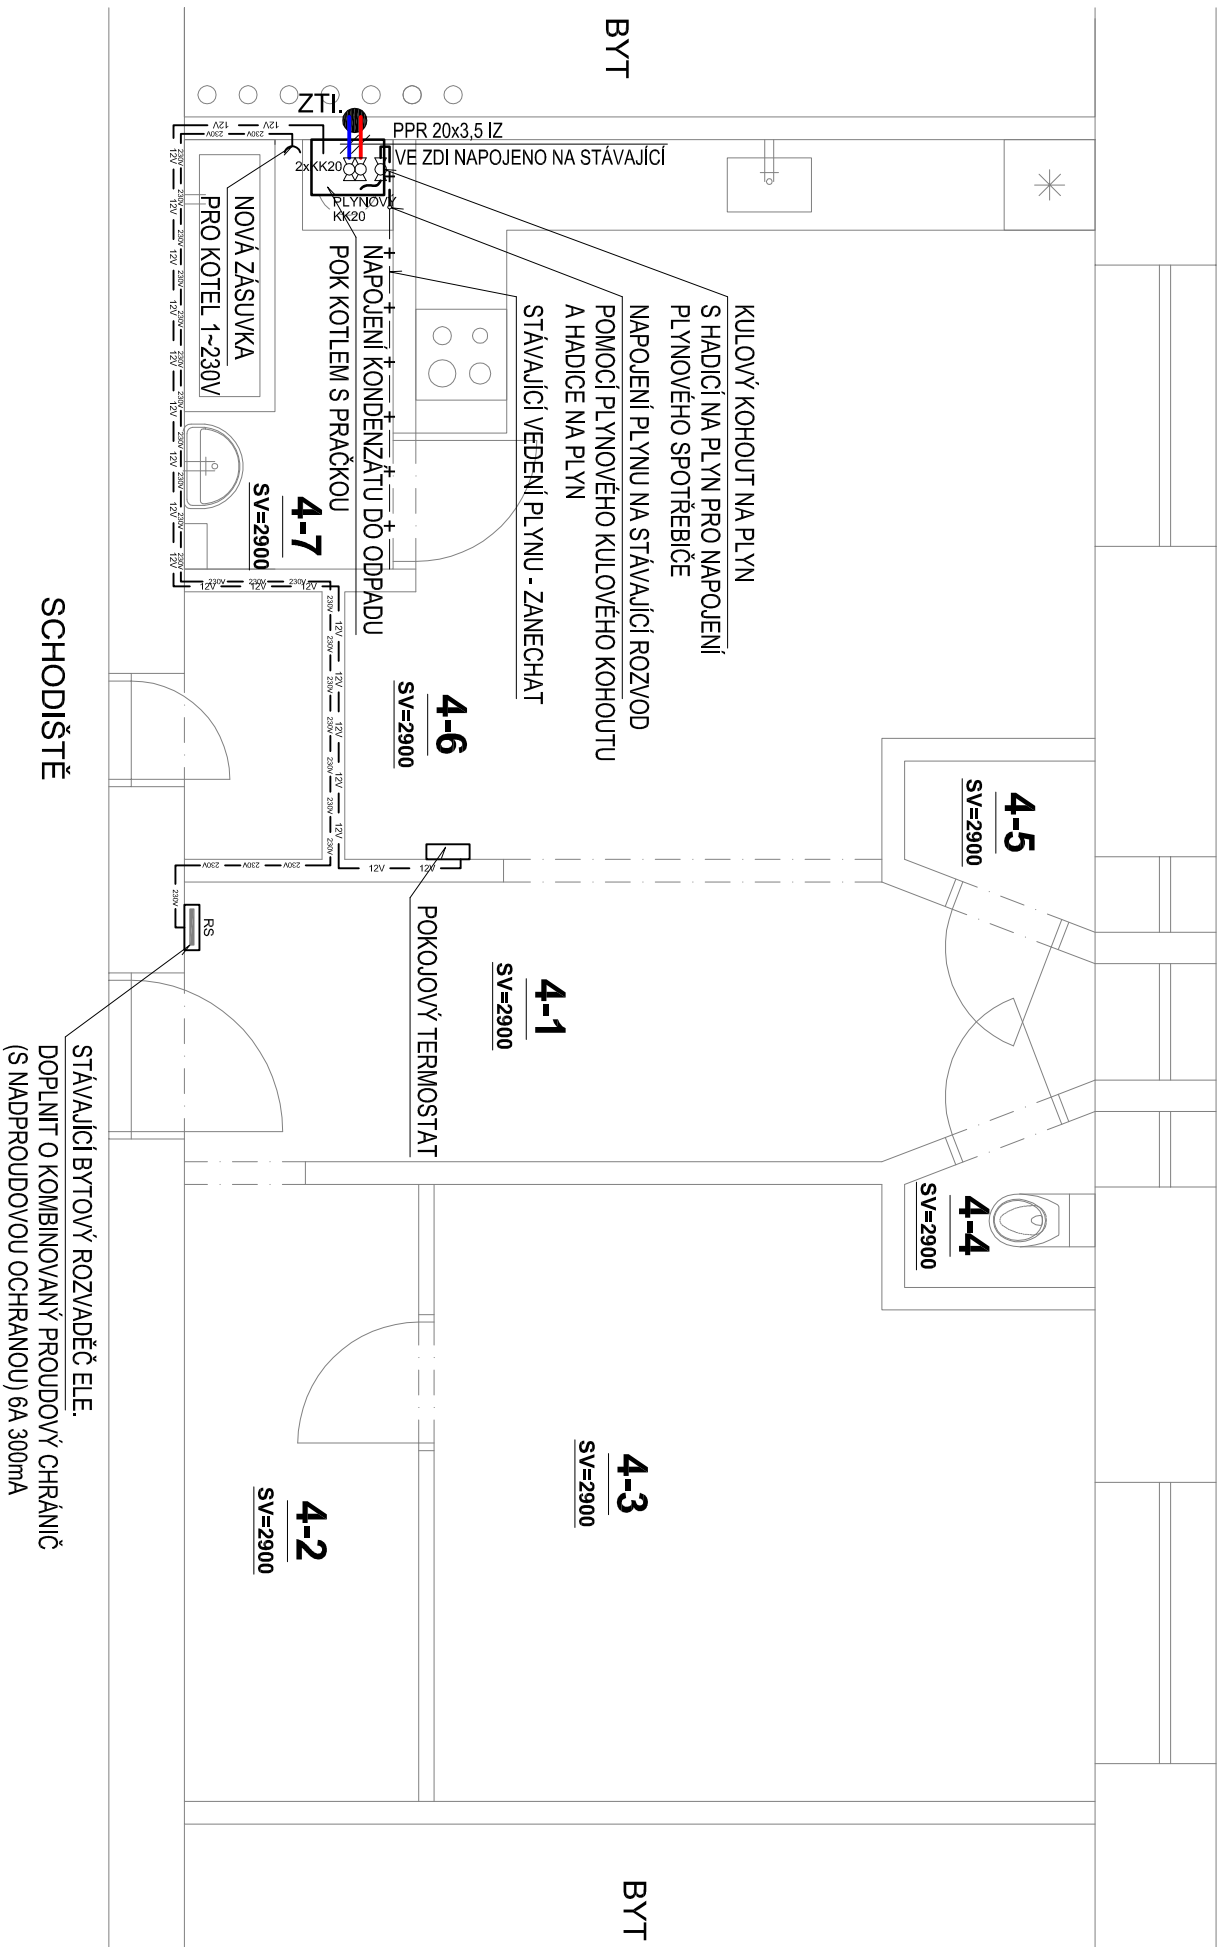 BYT
ZTI.
PPR 20x3,5 IZ
VE ZDI NAPOJENO NA STÁVAJÍCÍ
2xKK20
PLYNOVÝ
KK20
KULOVÝ KOHOUT NA PLYN
S HADICÍ NA PLYN PRO NAPOJENÍ
PLYNOVÉHO SPOTŘEBIČE
NAPOJENÍ PLYNU NA STÁVAJÍCÍ ROZVOD
POMOCÍ PLYNOVÉHO KULOVÉHO KOHOUTU
A HADICE NA PLYN
STÁVAJÍCÍ VEDENÍ PLYNU - ZANECHAT
NAPOJENÍ KONDENZÁTU DO ODPADU
POK KOTLEM S PRAČKOU
NOVÁ ZÁSUVKA
PRO KOTEL 1~230V
4-7
SV=2900
4-6
SV=2900
4-5
SV=2900
4-1
SV=2900
4-4
SV=2900
4-3
SV=2900
4-2
SV=2900
POKOJOVÝ TERMOSTAT
RS
12V
230V
SCHODIŠTĚ
STÁVAJÍCÍ BYTOVÝ ROZVADĚČ ELE.
DOPLNIT O KOMBINOVANÝ PROUDOVÝ CHRÁNIČ
(S NADPROUDOVOU OCHRANOU) 6A 300mA
BYT